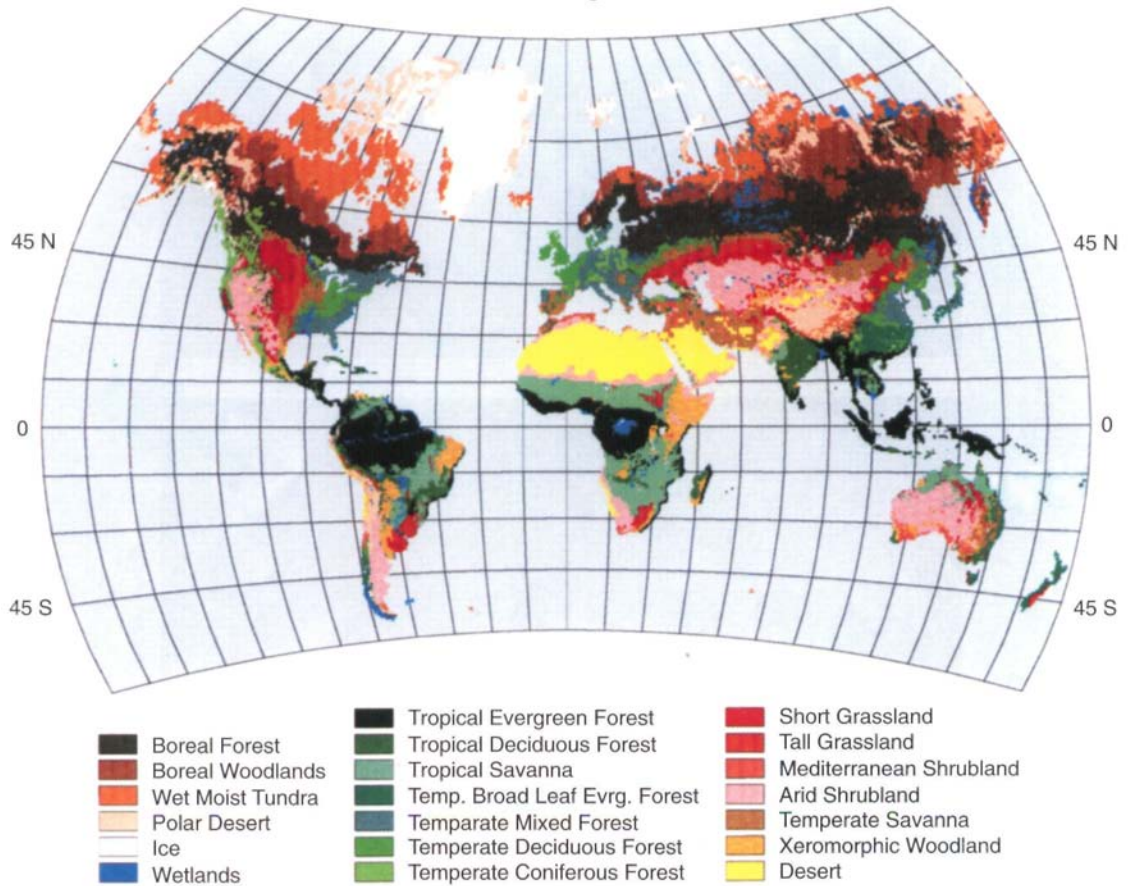 45 N
45 N
0
0
45 S
45 S
Boreal Forest
Boreal Woodlands
Wet Moist Tundra
Polar Desert
Ice
Wetlands
Tropical Evergreen Forest
Tropical Deciduous Forest
Tropical Savanna
Temp. Broad Leaf Evrg. Forest
Temparate Mixed Forest
Temperate Deciduous Forest
Temperate Coniferous Forest
Short Grassland
Tall Grassland
Mediterranean Shrubland
Arid Shrubland
Temperate Savanna
Xeromorphic Woodland
Desert